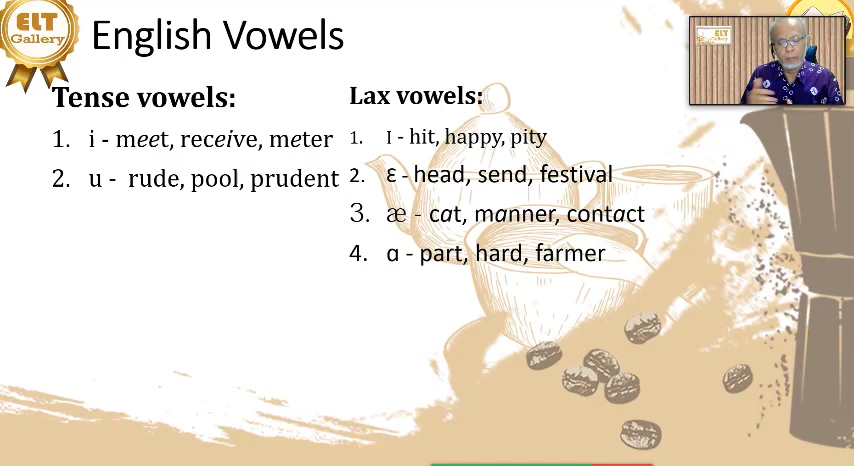 ELT
Gallery
English Vowels
Tense vowels:
1. i - meet, receive, meter
2. u - rude, pool, prudent
Lax vowels:
1. I - hit, happy, pity
2. ɛ - head, send, festival
3. æ - cat, manner, contact
4. ɑ - part, hard, farmer
ELT